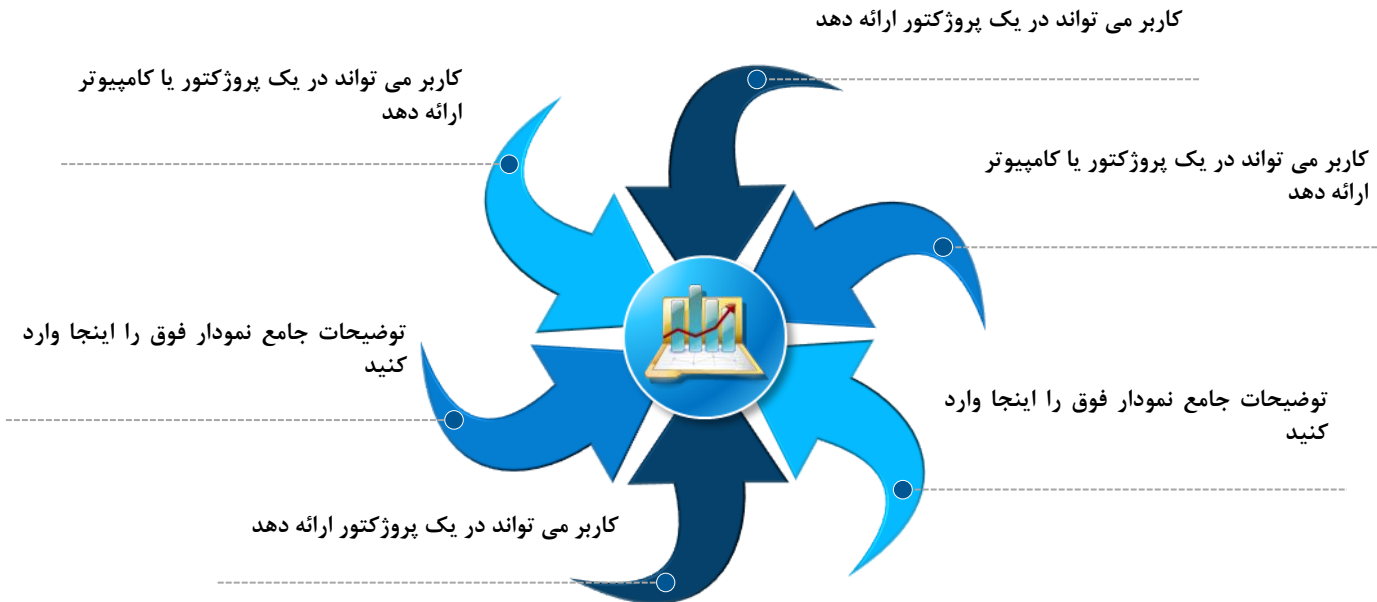 کاربر می تواند در یک پروژکتور ارائه دهد
کاربر می تواند در یک پروژکتور یا کامپیوتر
ارائه دهد
کاربر می تواند در یک پروژکتور یا کامپیوتر
ارائه دهد
توضیحات جامع نمودار فوق را اینجا وارد
کنید
توضیحات جامع نمودار فوق را اینجا وارد
کنید
کاربر می تواند در یک پروژکتور ارائه دهد